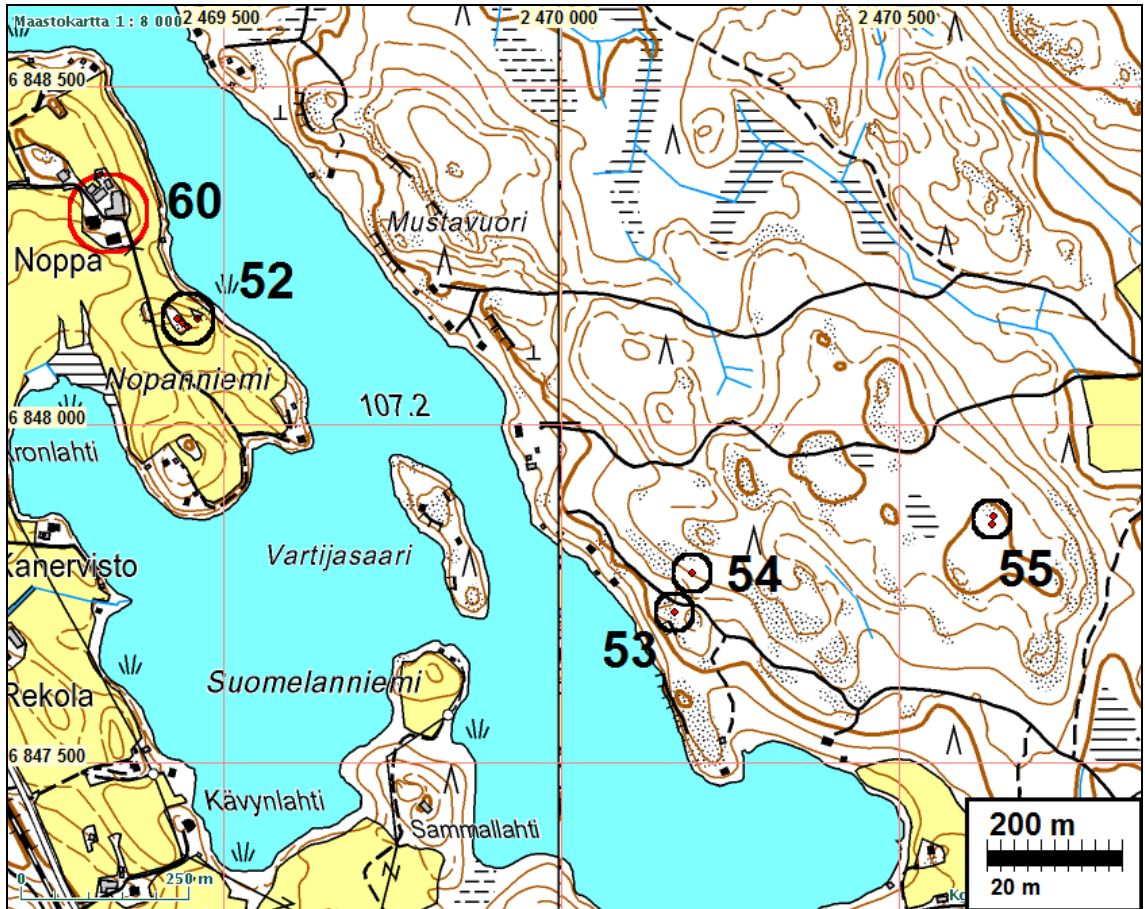 Maastokartta 1 : 8 000
2 469 500
2 470 000
2 470 500
6 848 500
60
Mustavuori
Noppa
52
Nopanniemi
107.2
6 848 000
Kronlahti
Vartijasaari
Kanervisto
54
55
53
Suomelanniemi
Rekola
6 847 500
Kävynlahti
Sammallahti
200 m
20 m
0 250 m